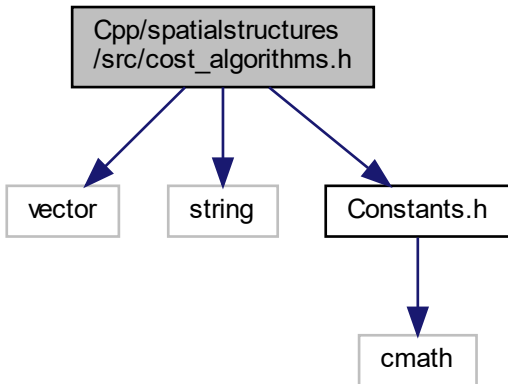 Cpp/spatialstructures
/src/cost_algorithms.h
vector
string
Constants.h
cmath